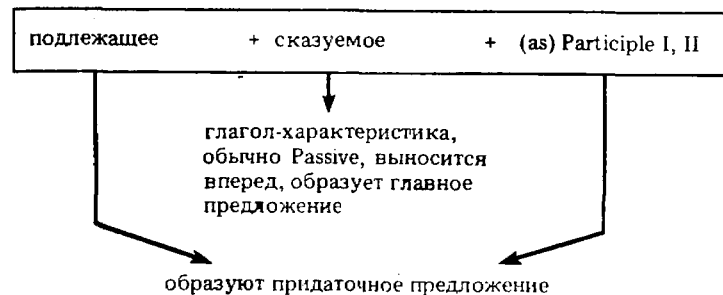 подлежащее + сказуемое + (as) Participle I, II
глагол-характеристика,
обычно Passive, выносится
вперед, образует главное
предложение
образуют придаточное предложение